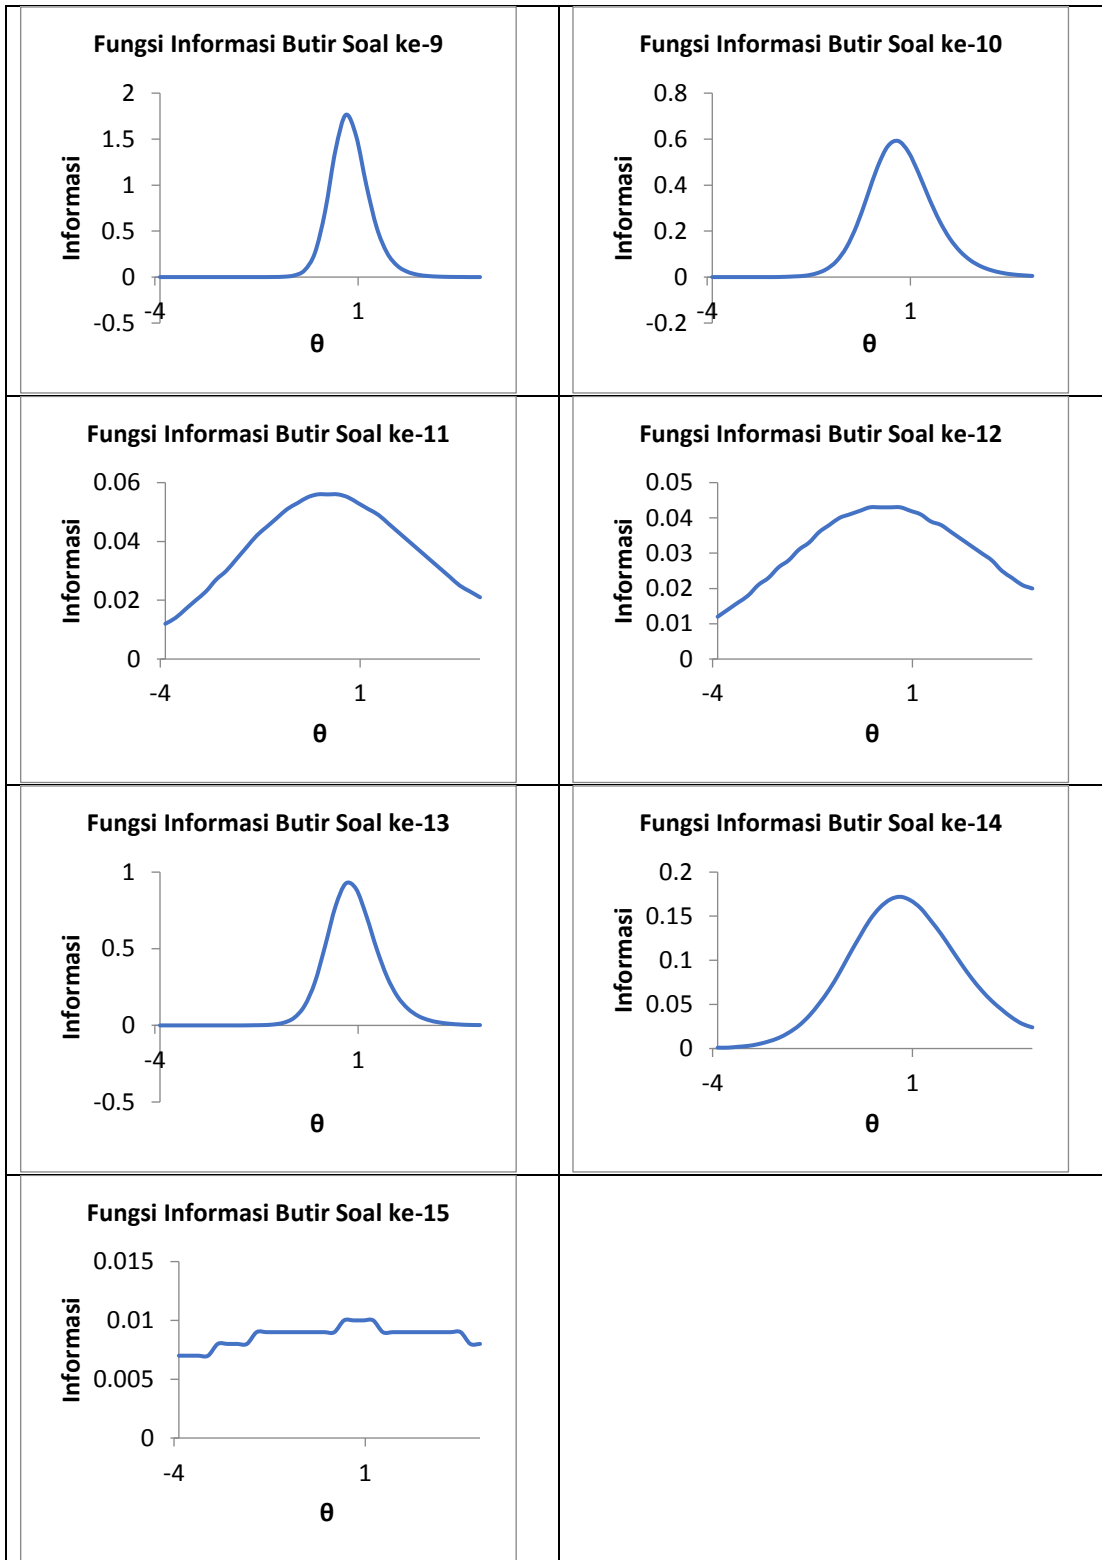 Fungsi Informasi Butir Soal ke-9
2
1.5
1
0.5
0
-0.5
-4
1
Informasi
θ
Fungsi Informasi Butir Soal ke-10
0.8
0.6
0.4
0.2
0
-0.2
-4
1
Informasi
θ
Fungsi Informasi Butir Soal ke-11
0.06
0.04
0.02
0
-4
1
Informasi
θ
Fungsi Informasi Butir Soal ke-12
0.05
0.04
0.03
0.02
0.01
0
-4
1
Informasi
θ
Fungsi Informasi Butir Soal ke-13
1
0.5
0
-0.5
-4
1
Informasi
θ
Fungsi Informasi Butir Soal ke-14
0.2
0.15
0.1
0.05
0
-4
1
Informasi
θ
Fungsi Informasi Butir Soal ke-15
0.015
0.01
0.005
0
-4
1
Informasi
θ